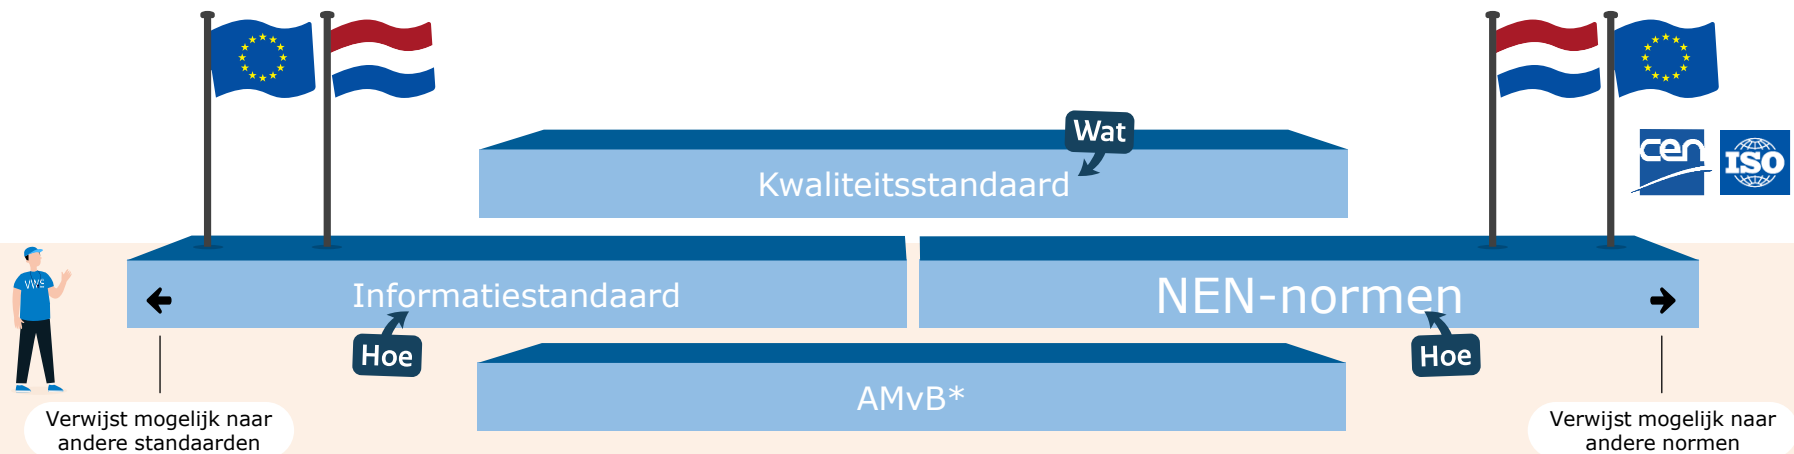 Wat
cen
ISO
Kwaliteitsstandaard
VWS
Informatiestandaard
NEN-normen
Hoe
Hoe
AMvB*
Verwijst mogelijk naar
andere standaarden
Verwijst mogelijk naar
andere normen